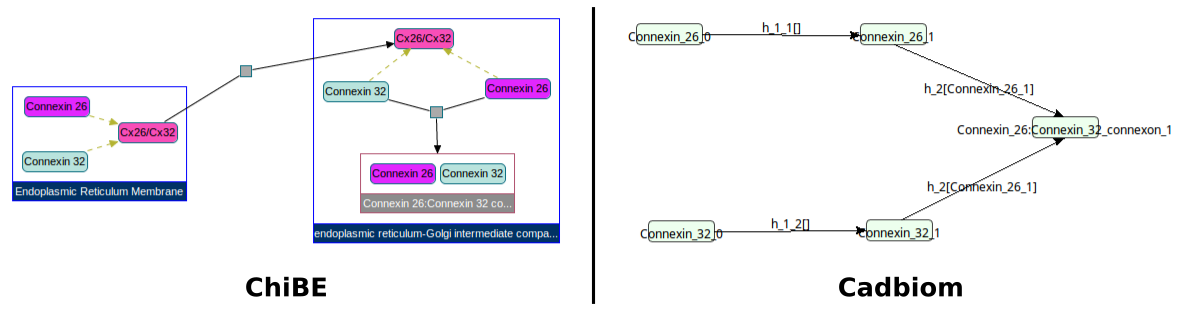 Connexin 26
Cx26/Cx32
Connexin 32
Endoplasmic Reticulum Membrane
Cx26/Cx32
Connexin 32
Connexin 26
Connexin 26
Connexin 32
Connexin 26:Connexin 32 co...
endoplasmic reticulum-Golgi intermediate compa...
ChiBE
Connexin_26_0
h_1_1[]
Connexin_26_1
h_2[Connexin_26_1]
Connexin_26:Connexin_32_connexon_1
h_2[Connexin_26_1]
Connexin_32_0
h_1_2[]
Connexin_32_1
Cadbiom